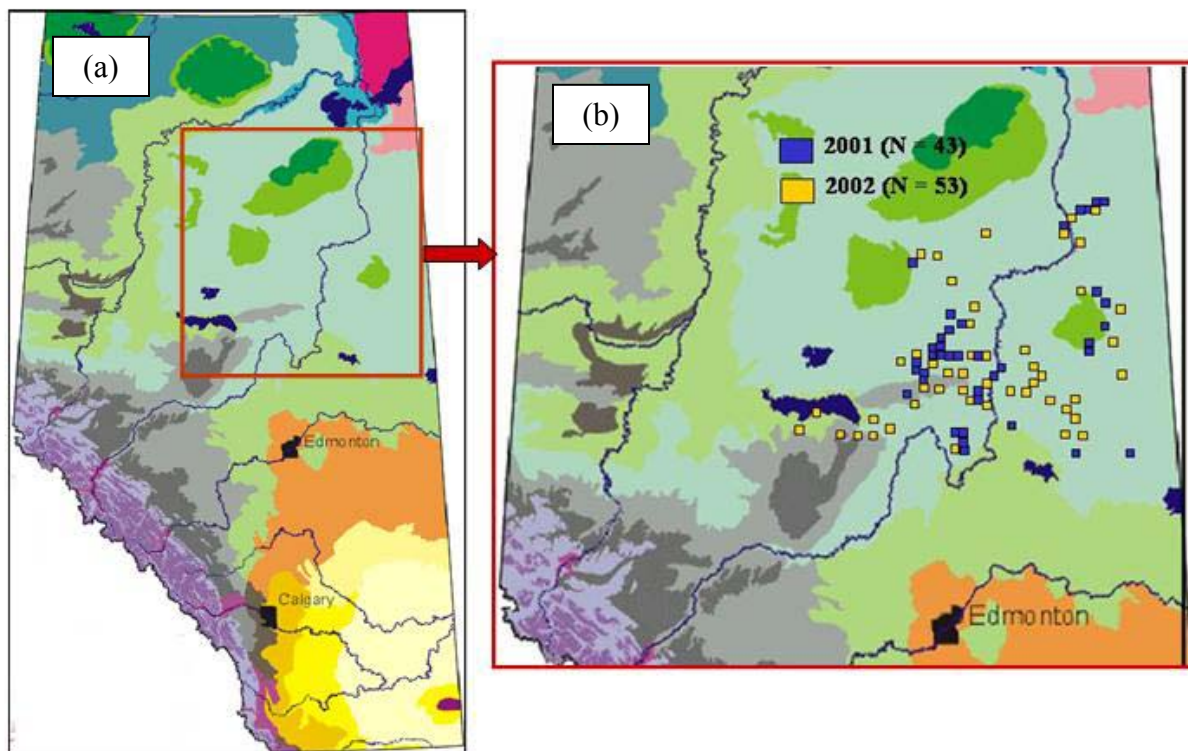 (a)
Edmonton
Calgary
(b)
2001 (N = 43)
2002 (N = 53)
Edmonton